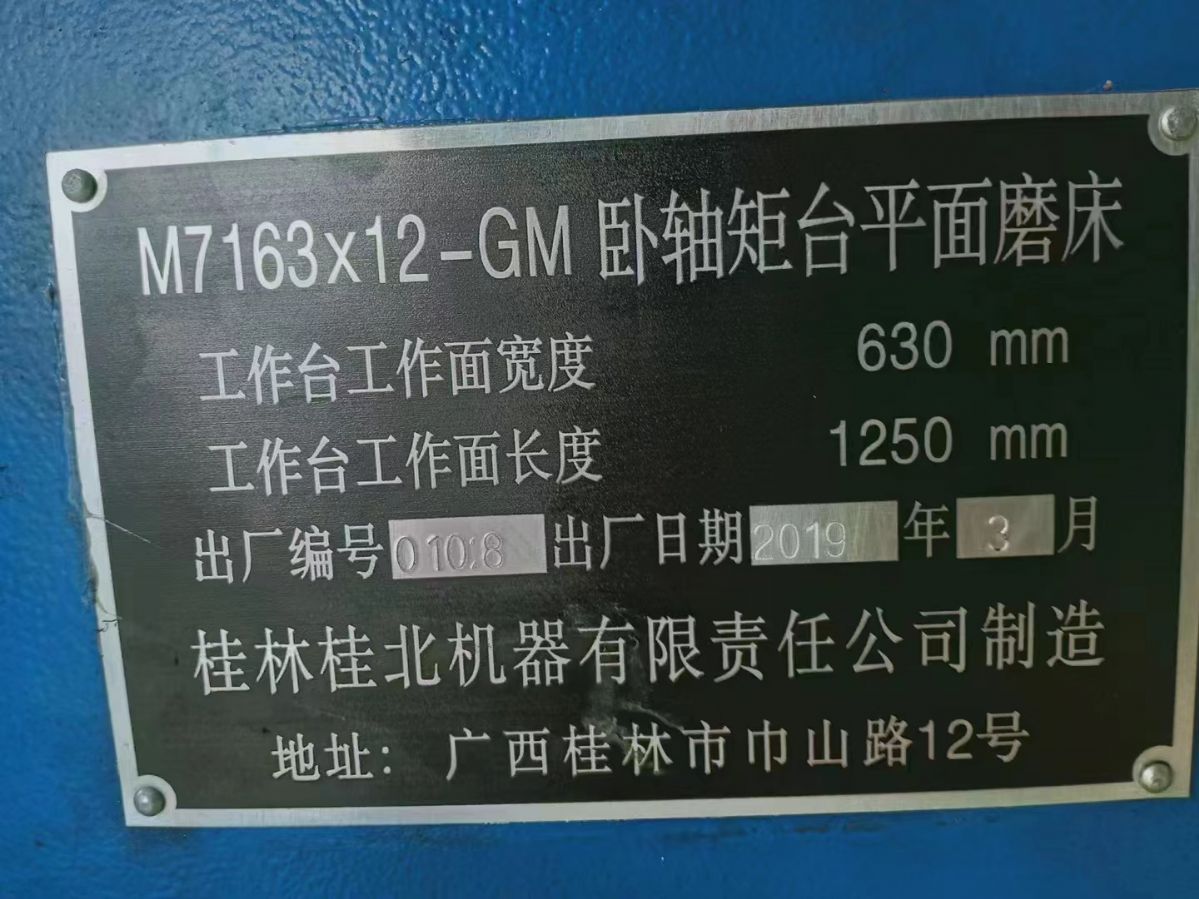 M7163x12-GM 卧轴矩台平面磨床
工作台工作面宽度 630 mm
工作台工作面长度 1250 mm
出厂编号 01018 出厂日期 2019 年 3 月
桂林桂北机器有限责任公司制造
地址：广西桂林市巾山路12号